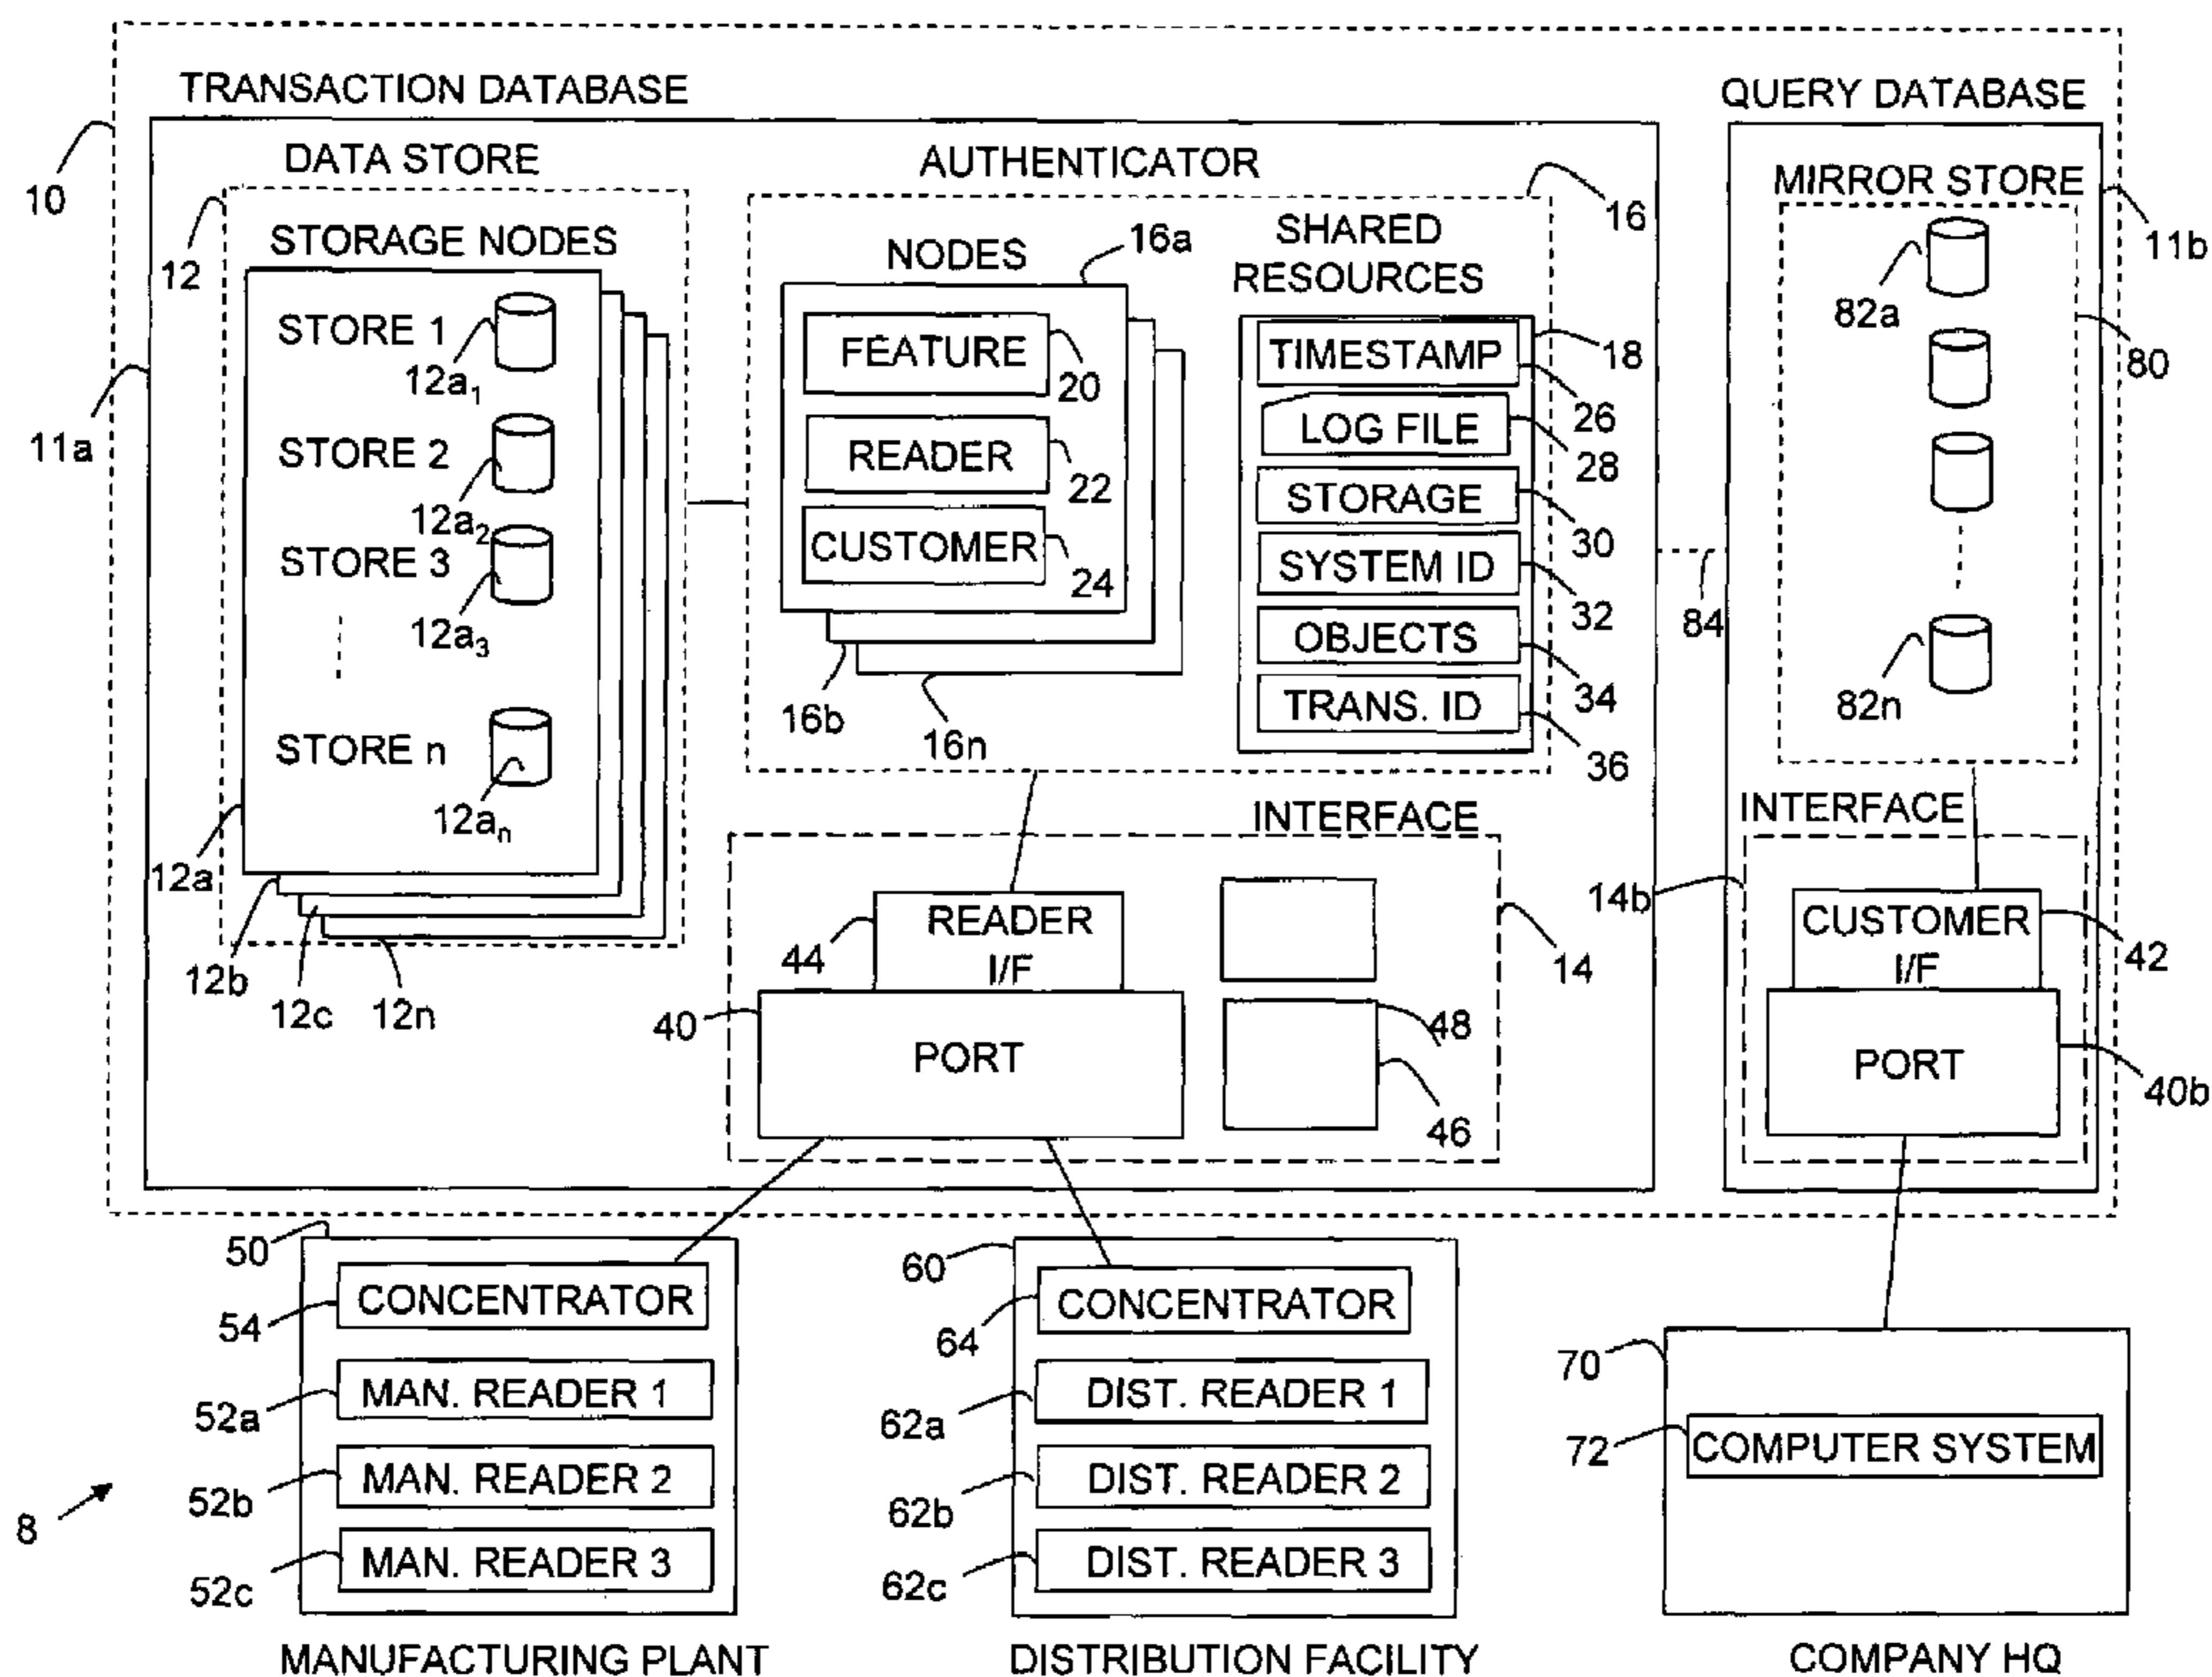 TRANSACTION DATABASE
QUERY DATABASE
10
DATA STORE
AUTHENTICATOR
MIRROR STORE
12
STORAGE NODES
NODES
16a
SHARED
RESOURCES
16
11b
STORE 1
12a1
STORE 2
12a2
STORE 3
12a3
STORE n
12an
11a
12a
12b
12c
12n
FEATURE
20
READER
22
CUSTOMER
24
16b
16n
TIMESTAMP
18
26
LOG FILE
28
STORAGE
30
SYSTEM ID
32
OBJECTS
34
TRANS. ID
36
84
82a
80
82n
INTERFACE
44
READER
I/F
40
PORT
48
46
14
INTERFACE
14b
CUSTOMER
I/F
42
PORT
40b
50
CONCENTRATOR
54
MAN. READER 1
52a
MAN. READER 2
52b
MAN. READER 3
52c
MANUFACTURING PLANT
60
CONCENTRATOR
64
DIST. READER 1
62a
DIST. READER 2
62b
DIST. READER 3
62c
DISTRIBUTION FACILITY
70
72
COMPUTER SYSTEM
COMPANY HQ
8